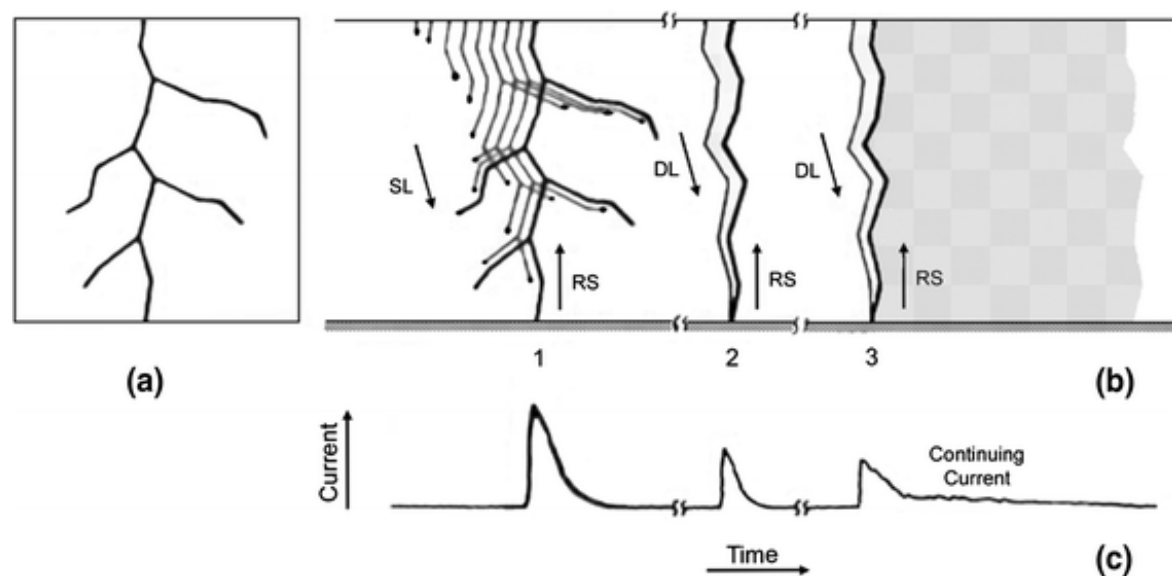 SL
RS
DL
RS
DL
RS
1
2
3
(a)
(b)
Current
Continuing
Current
Time
(c)